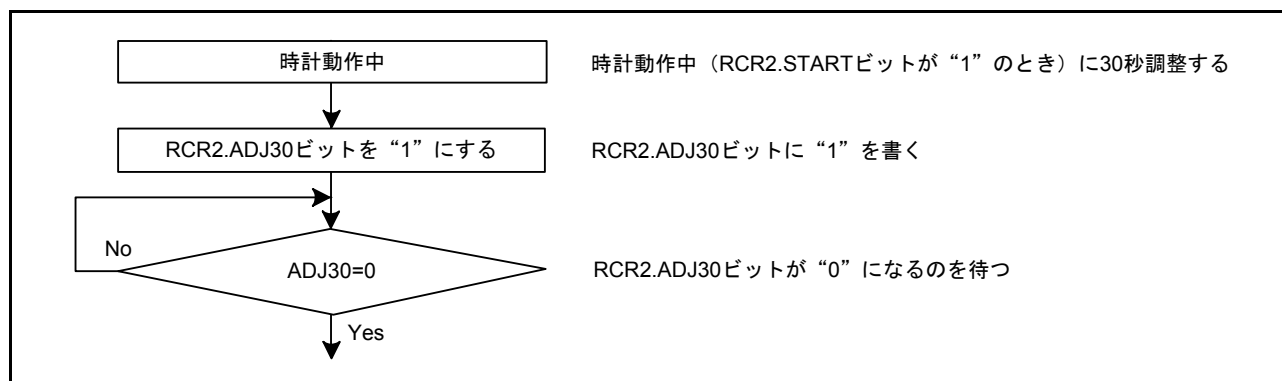 時計動作中
時計動作中（RCR2.STARTビットが“1”のとき）に30秒調整する
RCR2.ADJ30ビットを“1”にする
RCR2.ADJ30ビットに“1”を書く
No
ADJ30=0
RCR2.ADJ30ビットが“0”になるのを待つ
Yes